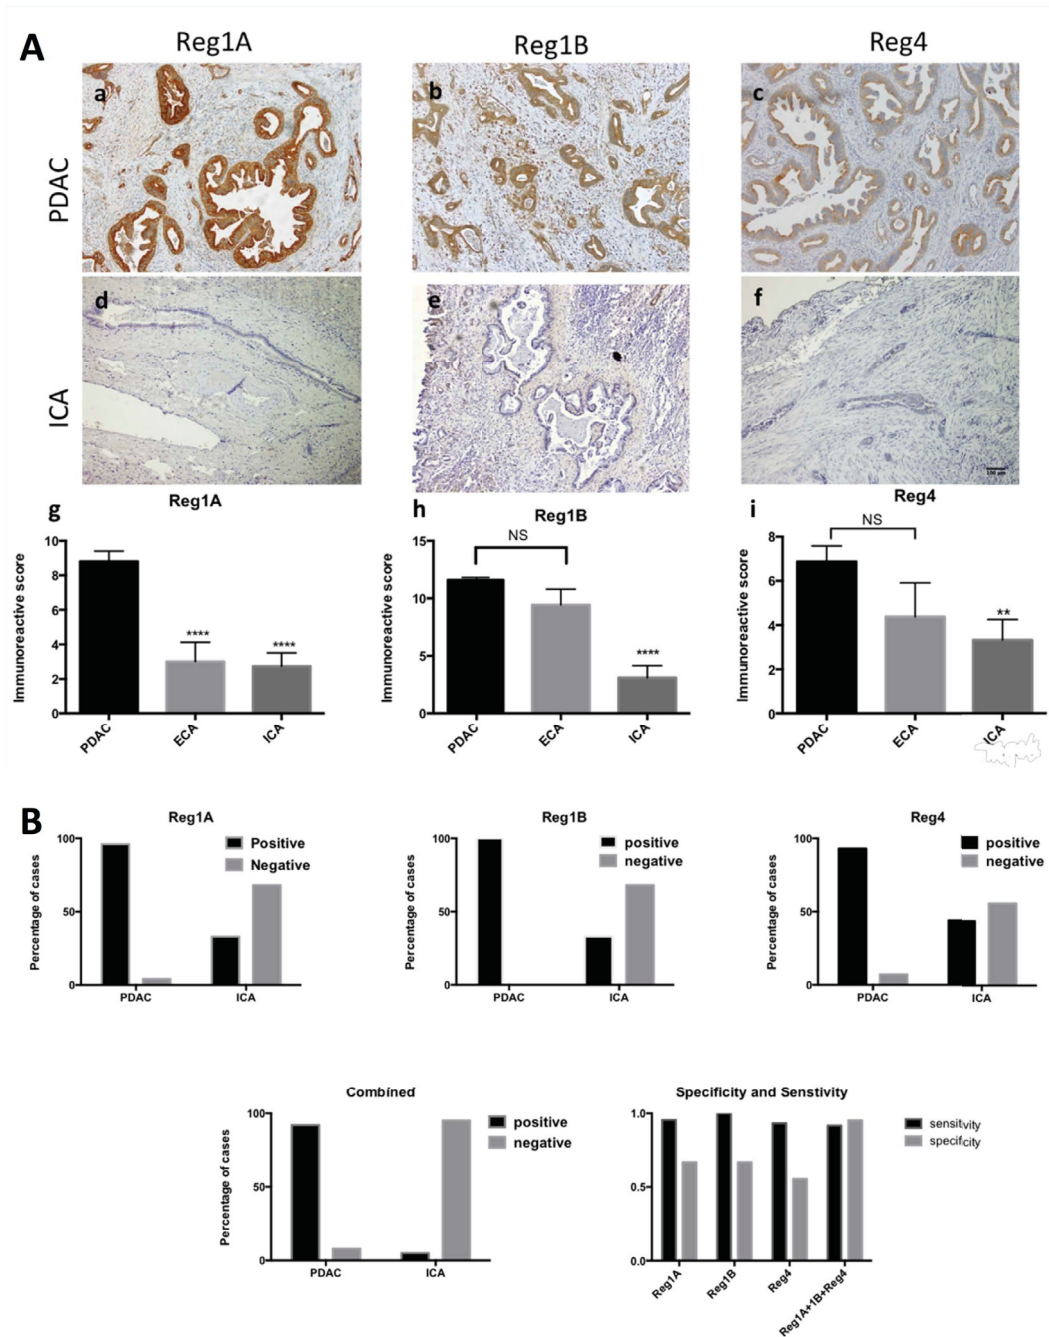 A
Reg1A
Reg1B
Reg4
PDAC
a
b
c
ICA
d
e
f
100 µm
g
Reg1A
Immunoreactive score
10
8
6
4
2
0
****
****
PDAC
ECA
ICA
h
Reg1B
NS
Immunoreactive score
15
10
5
0
****
PDAC
ECA
ICA
i
Reg4
NS
Immunoreactive score
8
6
4
2
0
**
PDAC
ECA
ICA
B
Reg1A
Percentage of cases
100
50
0
Positive
Negative
PDAC
ICA
Reg1B
Percentage of cases
100
50
0
positive
negative
PDAC
ICA
Reg4
Percentage of cases
100
50
0
positive
negative
PDAC
ICA
Combined
Percentage of cases
100
50
0
positive
negative
PDAC
ICA
Specificity and Senstivity
1.0
0.5
0.0
sensitivity
specificity
Reg1A
Reg1B
Reg4
Reg1A+1B+Reg4